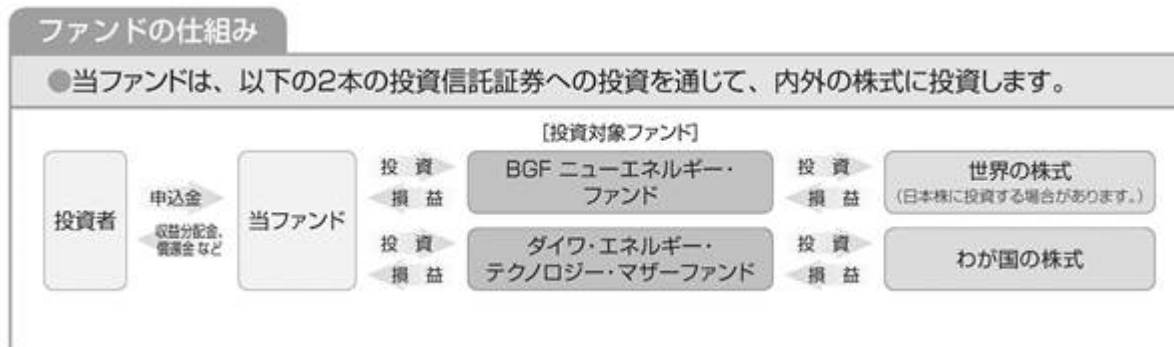 ファンドの仕組み
●当ファンドは、以下の2本の投資信託証券への投資を通じて、内外の株式に投資します。
[投資対象ファンド]
投資者
申込金
収益分配金、
償還金 など
当ファンド
投 資
損 益
BGF ニューエネルギー・
ファンド
投 資
損 益
世界の株式
(日本株に投資する場合があります。)
投 資
損 益
ダイワ・エネルギー・
テクノロジー・マザーファンド
投 資
損 益
わが国の株式